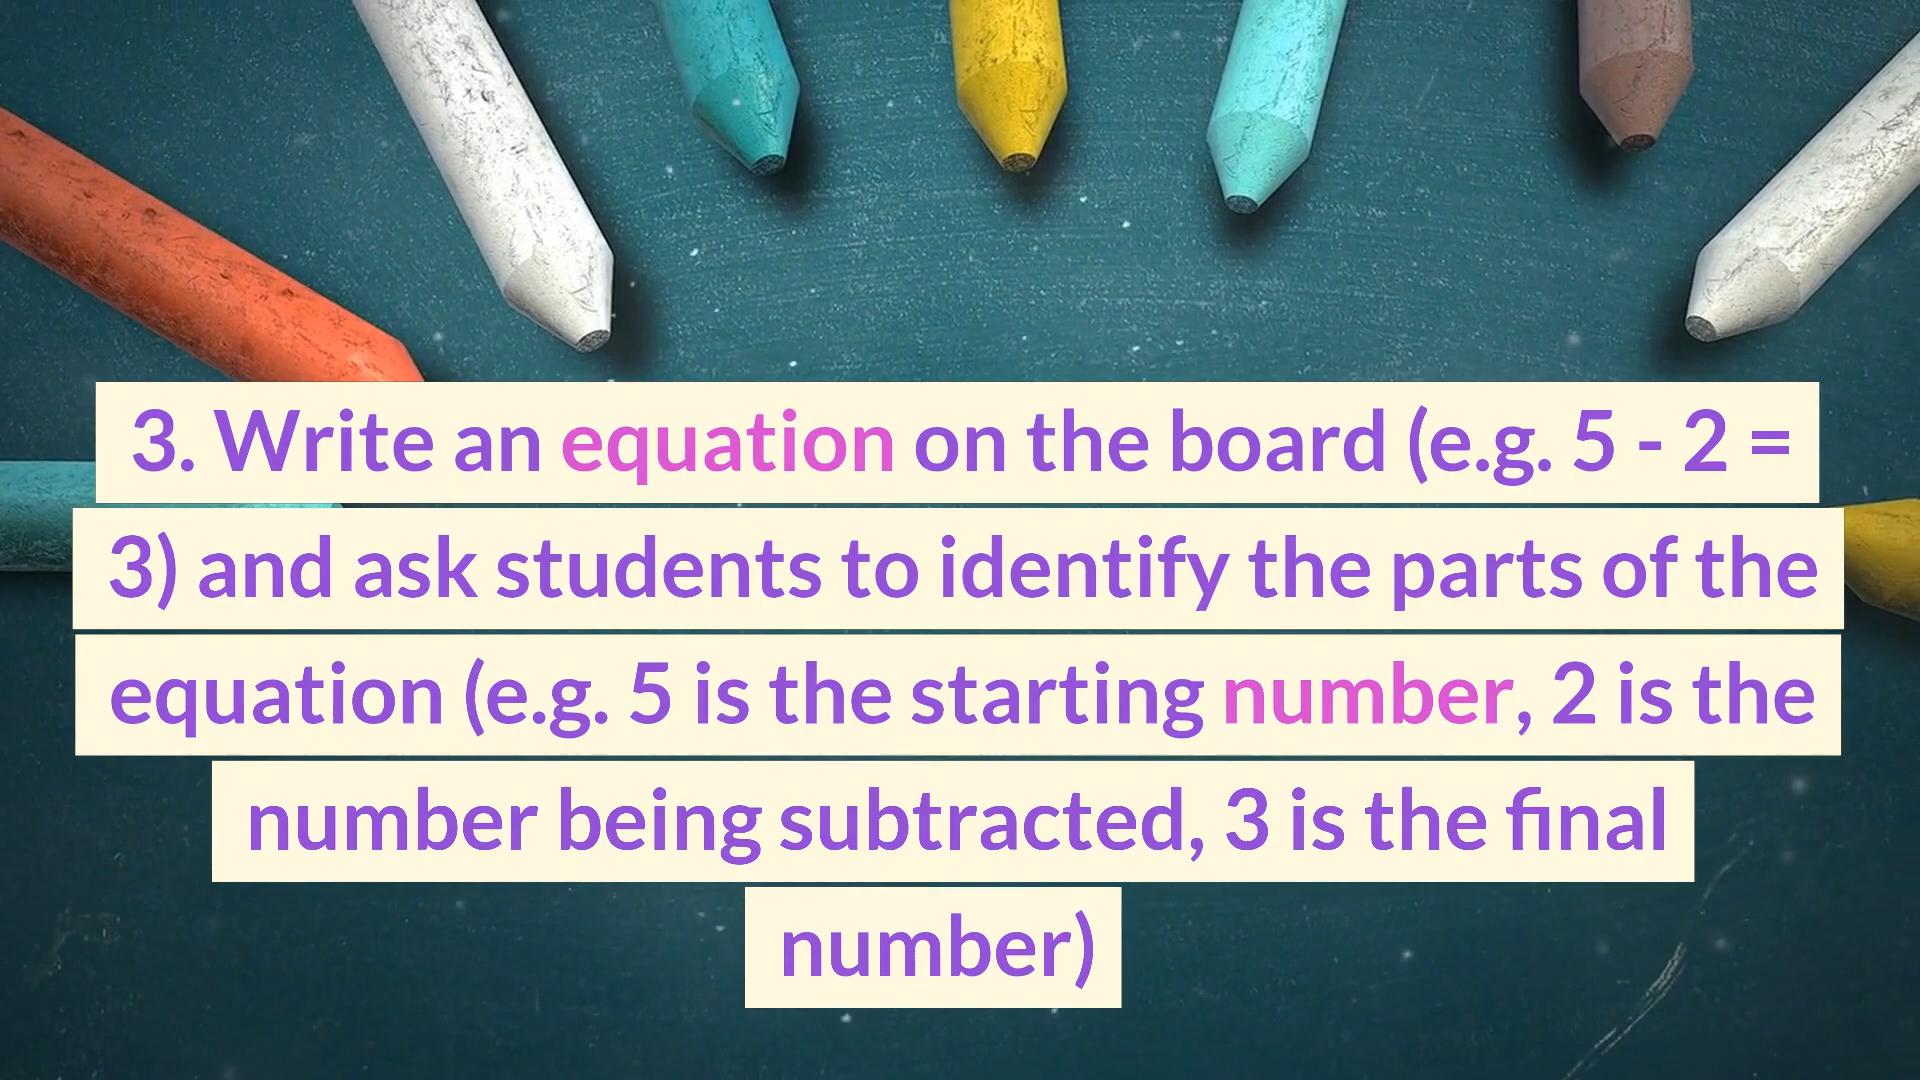 3. Write an equation on the board (e.g. 5 - 2 =
3) and ask students to identify the parts of the
equation (e.g. 5 is the starting number, 2 is the
number being subtracted, 3 is the final
number)